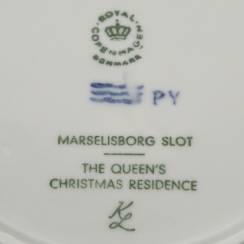 ROYAL
COPENHAGEN
DENMARK
PY
MARSELISBORG SLOT
THE QUEEN'S
CHRISTMAS RESIDENCE